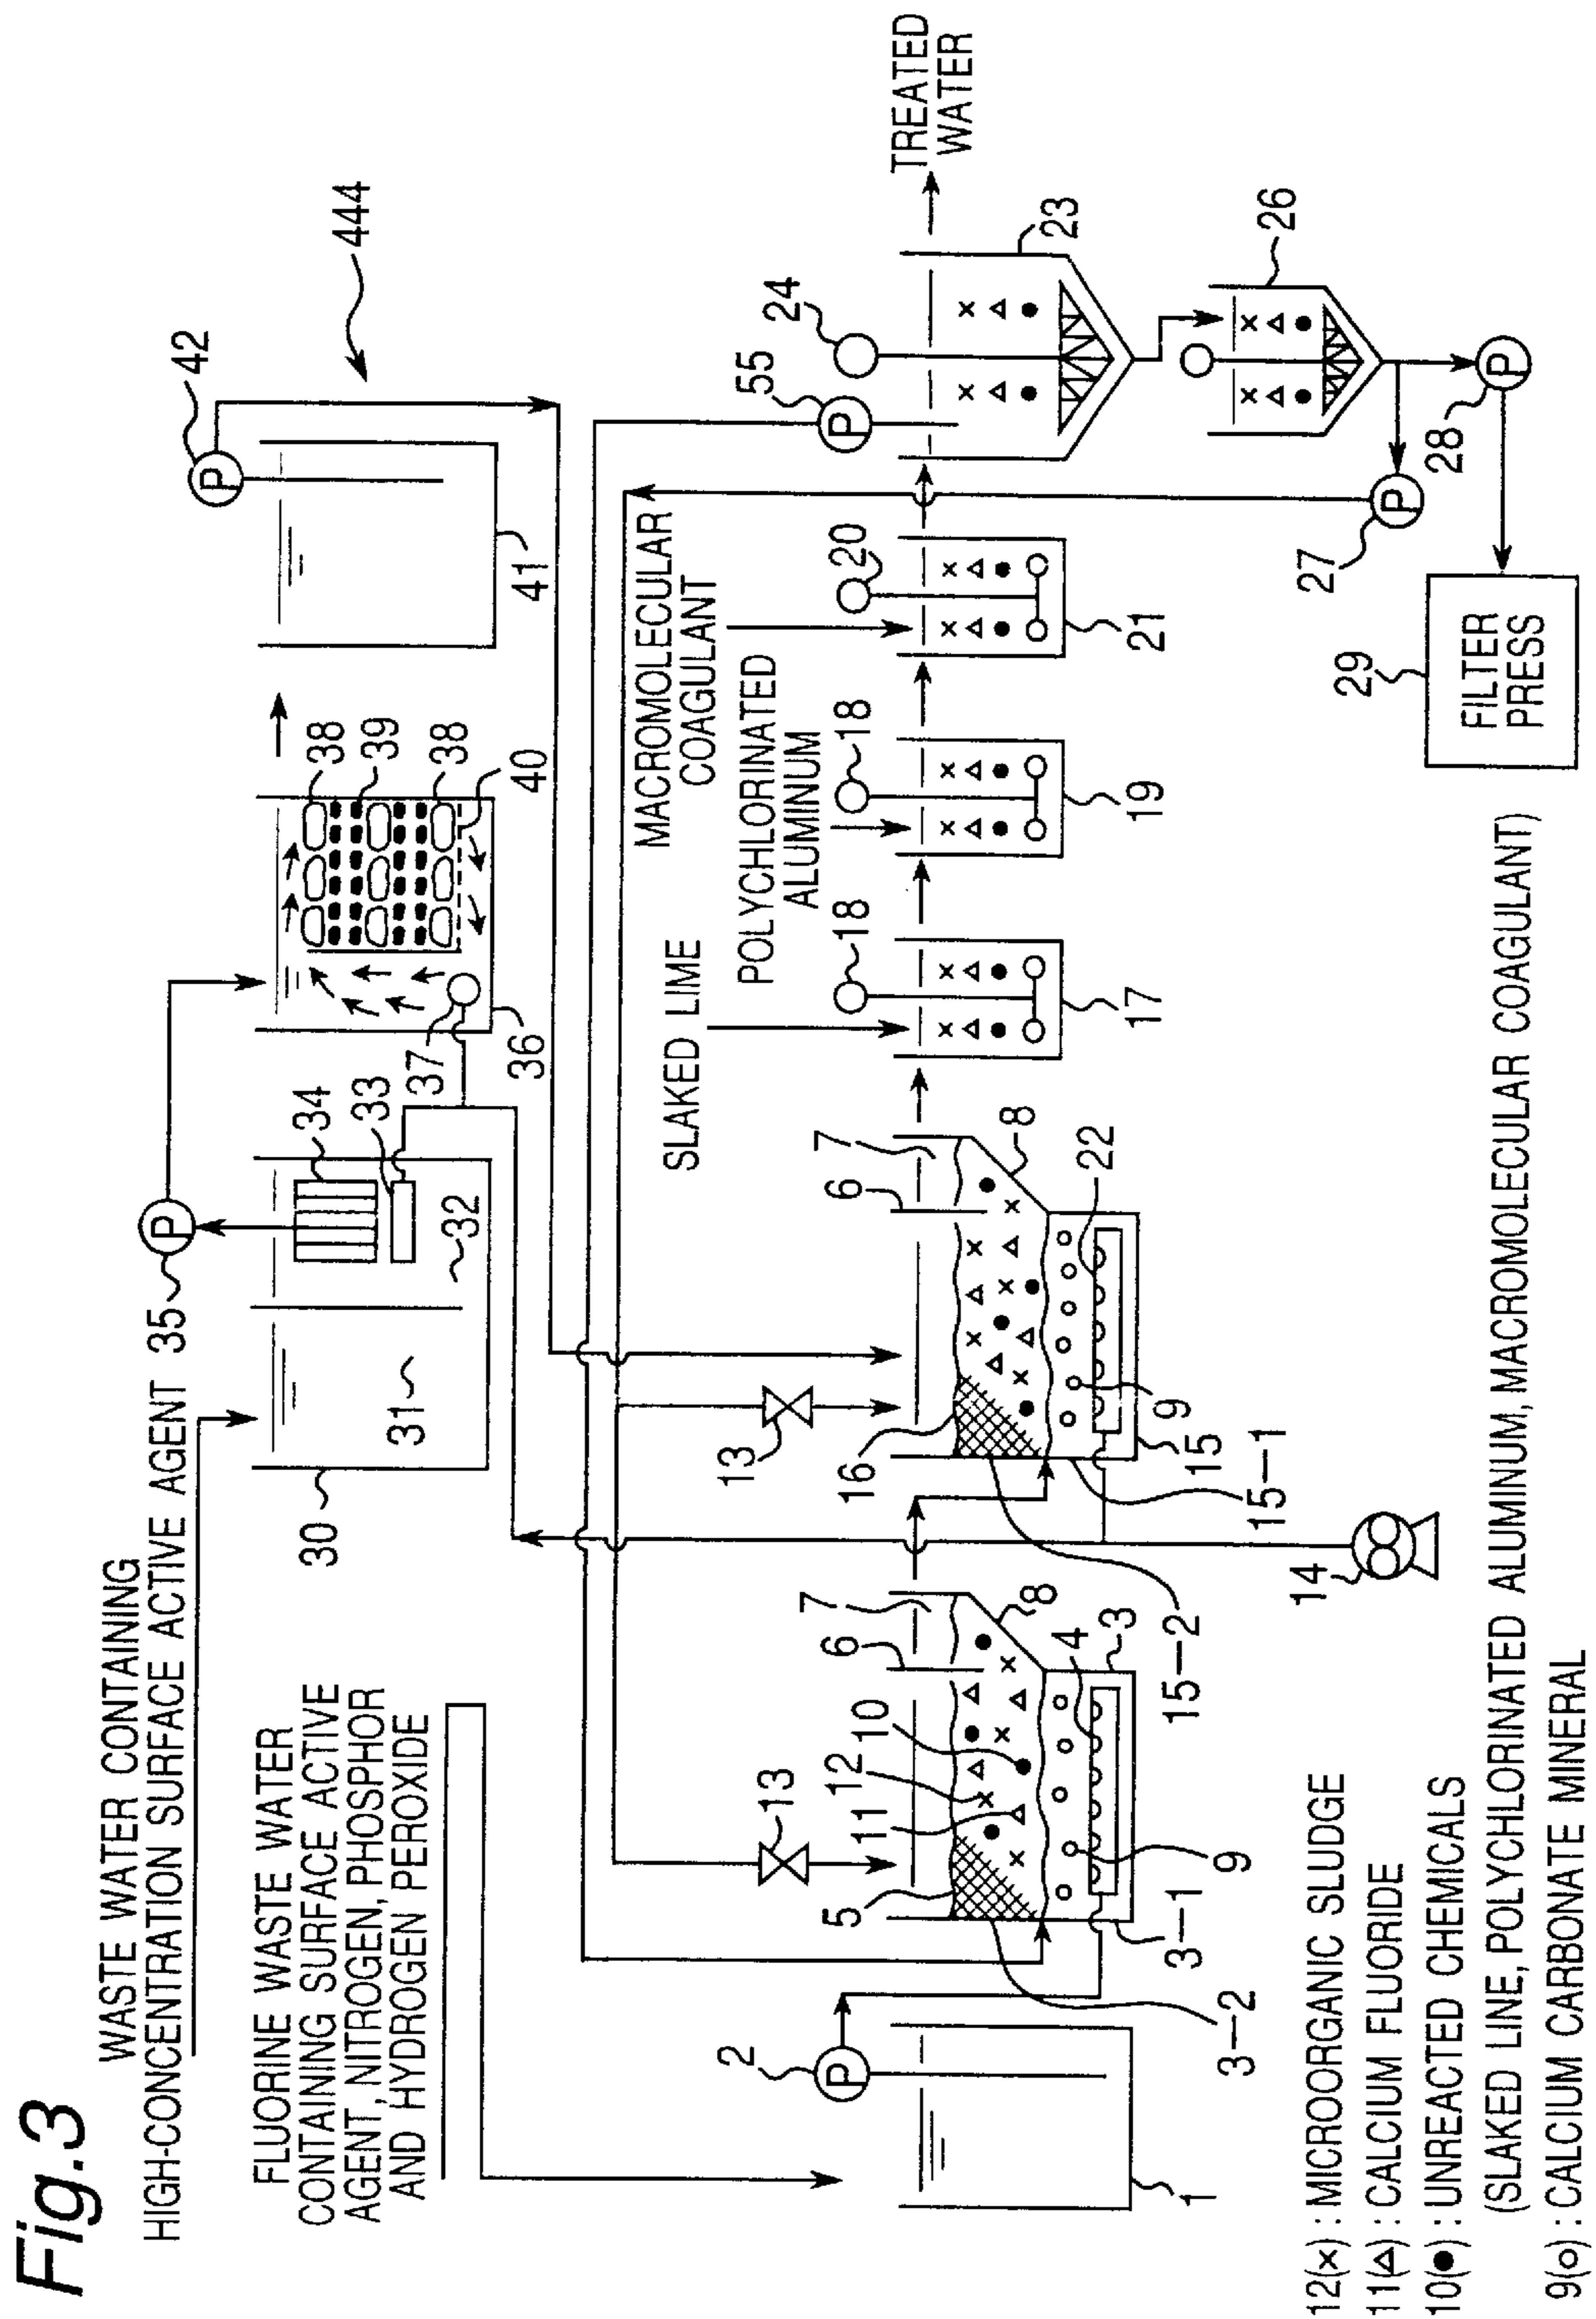 Fig.3
WASTE WATER CONTAINING
HIGH-CONCENTRATION SURFACE ACTIVE AGENT
FLUORINE WASTE WATER
CONTAINING SURFACE ACTIVE
AGENT, NITROGEN, PHOSPHOR
AND HYDROGEN PEROXIDE
30
31
32
33
34
35
P
36
37
38
39
38
40
41
42
P
444
MACROMOLECULAR
COAGULANT
POLYCHLORINATED
ALUMINUM
SLAKED LIME
TREATED
WATER
1
2
P
3
3-1
3-2
4
5
6
7
8
9
10
11
12
13
13
14
15
15-1
15-2
16
6
7
8
9
22
17
18
19
18
21
20
55
P
24
23
26
27
P
28
P
29
FILTER
PRESS
12(×) : MICROORGANIC SLUDGE
11(△) : CALCIUM FLUORIDE
10(●) : UNREACTED CHEMICALS
(SLAKED LINE, POLYCHLORINATED ALUMINUM, MACROMOLECULAR COAGULANT)
9(○) : CALCIUM CARBONATE MINERAL